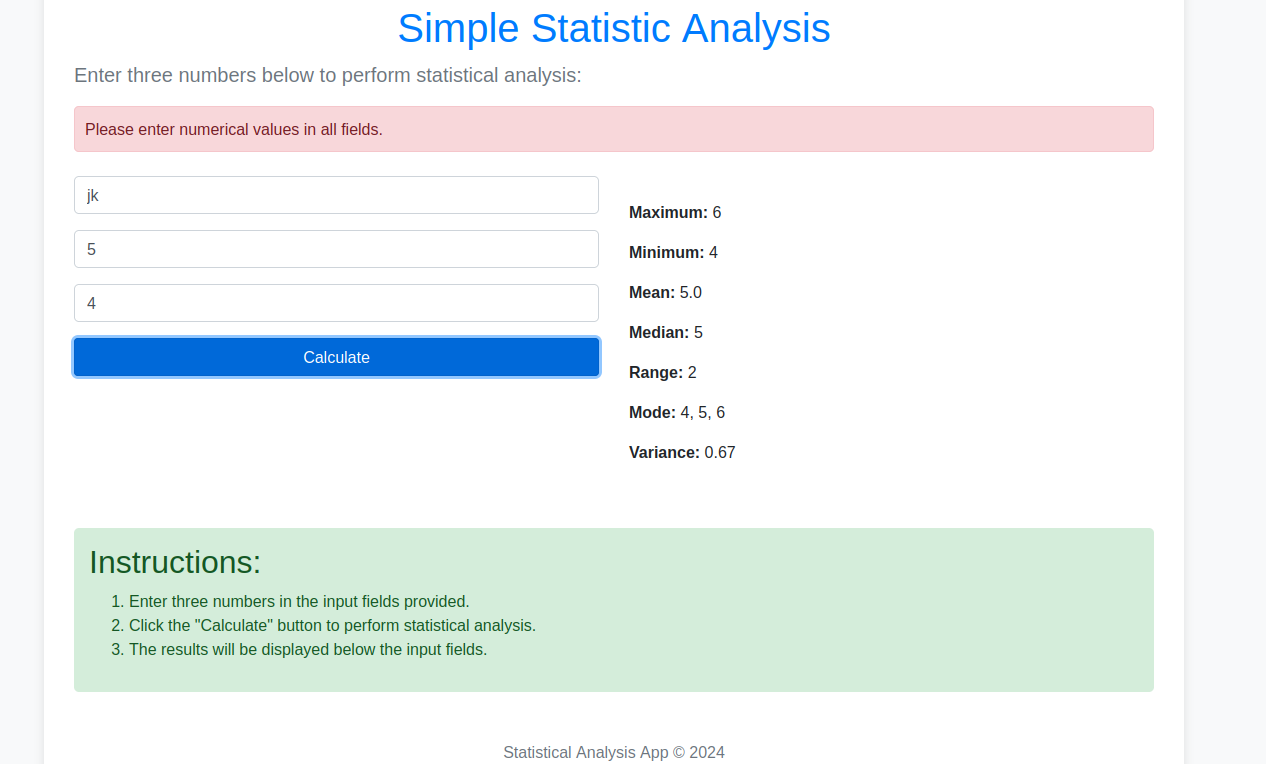 Simple Statistic Analysis
Enter three numbers below to perform statistical analysis:
Please enter numerical values in all fields.
jk
5
4
Calculate
Maximum: 6
Minimum: 4
Mean: 5.0
Median: 5
Range: 2
Mode: 4, 5, 6
Variance: 0.67
Instructions:
1. Enter three numbers in the input fields provided.
2. Click the "Calculate" button to perform statistical analysis.
3. The results will be displayed below the input fields.
Statistical Analysis App © 2024